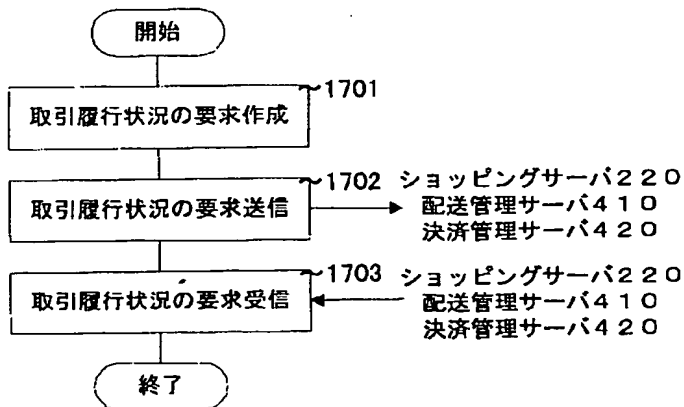 開始
~1701
取引履行状況の要求作成
~1702
取引履行状況の要求送信
ショッピングサーバ220
配送管理サーバ410
決済管理サーバ420
~1703
取引履行状況の要求受信
ショッピングサーバ220
配送管理サーバ410
決済管理サーバ420
終了